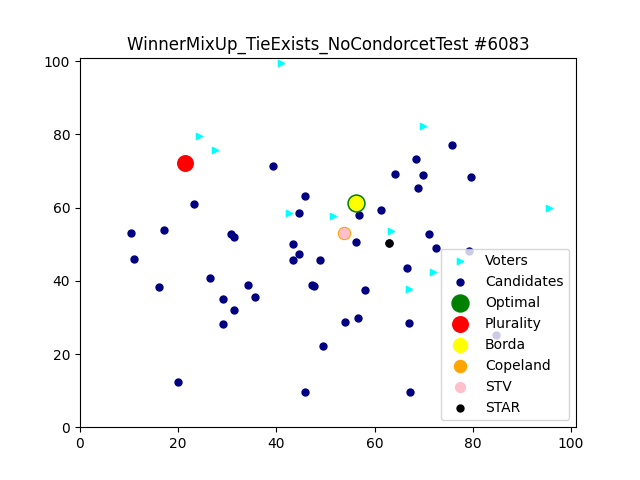 WinnerMixUp_TieExists_NoCondorcetTest #6083
100
80
60
40
20
0
0 20 40 60 80 100
Voters
Candidates
Optimal
Plurality
Borda
Copeland
STV
STAR